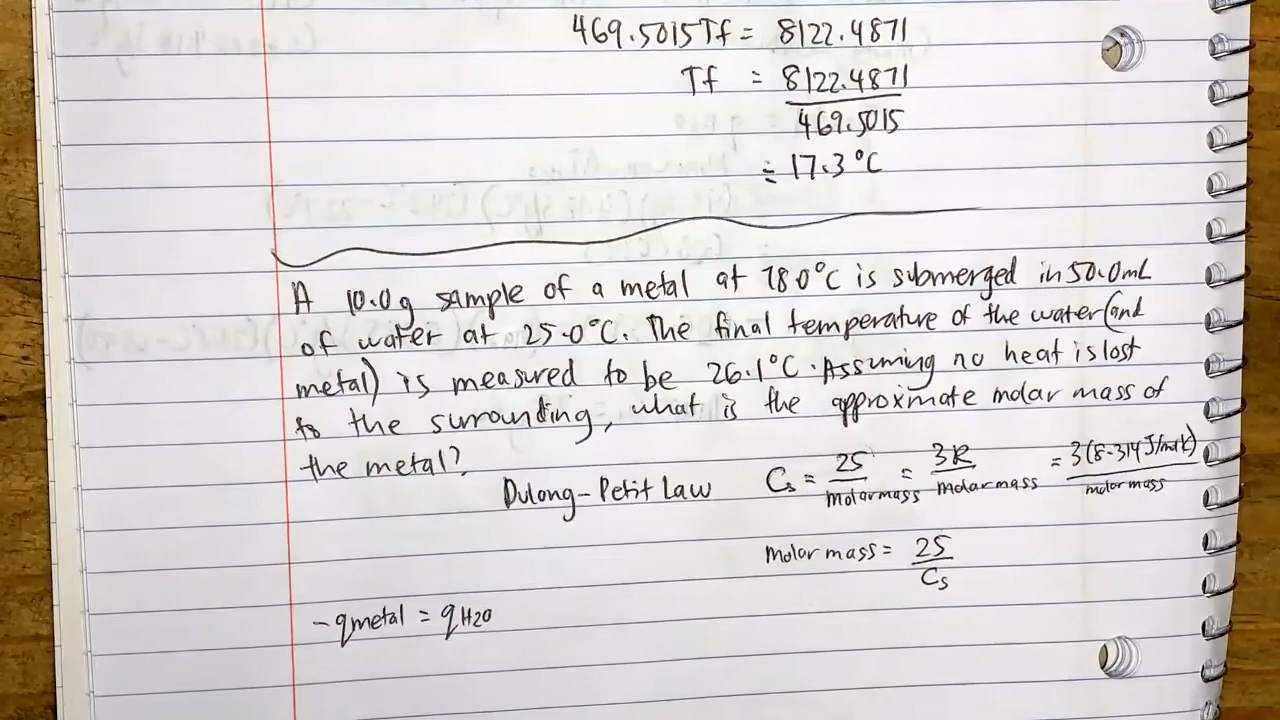 469.5015Tf = 8122.4871
Tf = 8122.4871
469.5015
= 17.3°C
A 10.0g sample of a metal at 78.0°C is submerged in 50.0mL
of water at 25.0°C. The final temperature of the water (and
metal) is measured to be 26.1°C. Assuming no heat is lost
to the surrounding, what is the approximate molar mass of
the metal?
Dulong-Petit Law Cs = 25 / molar mass = 3R / molar mass = 3(8.314J/molK) / molar mass
molar mass = 25 / Cs
-qmetal = qH2O